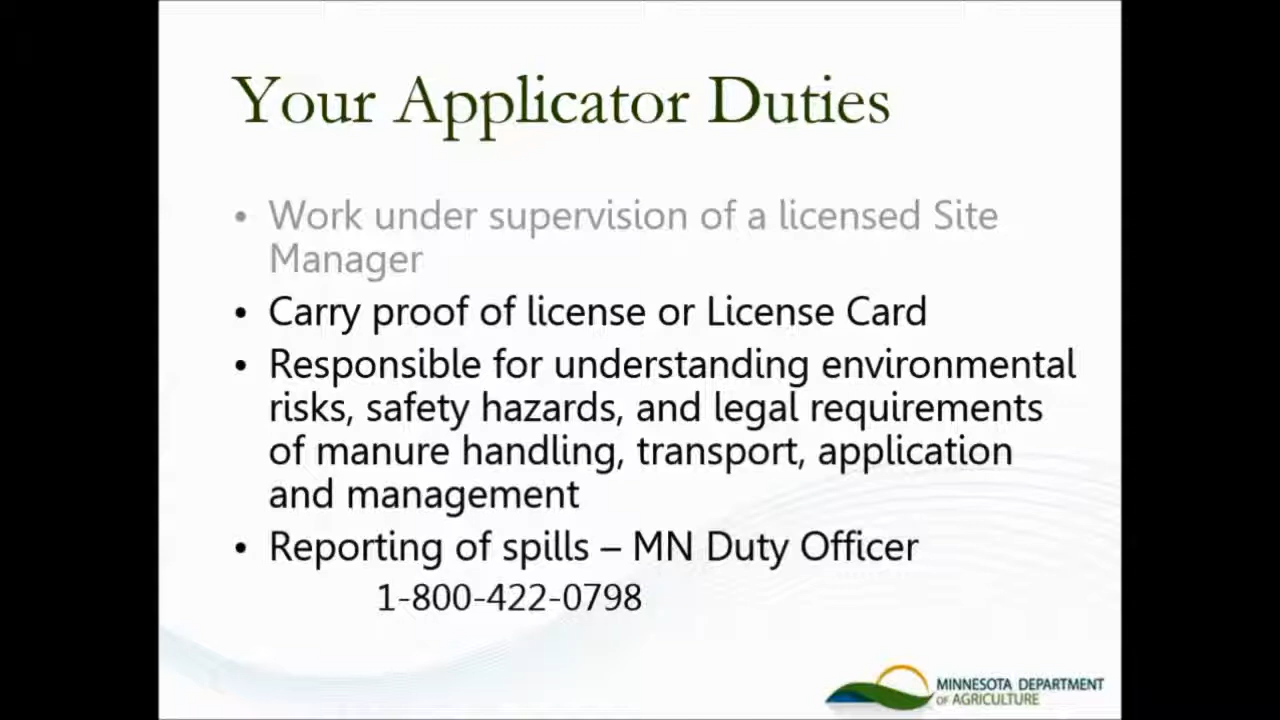 Your Applicator Duties
• Work under supervision of a licensed Site
Manager
• Carry proof of license or License Card
• Responsible for understanding environmental
risks, safety hazards, and legal requirements
of manure handling, transport, application
and management
• Reporting of spills – MN Duty Officer
1-800-422-0798
MINNESOTA DEPARTMENT
OF AGRICULTURE